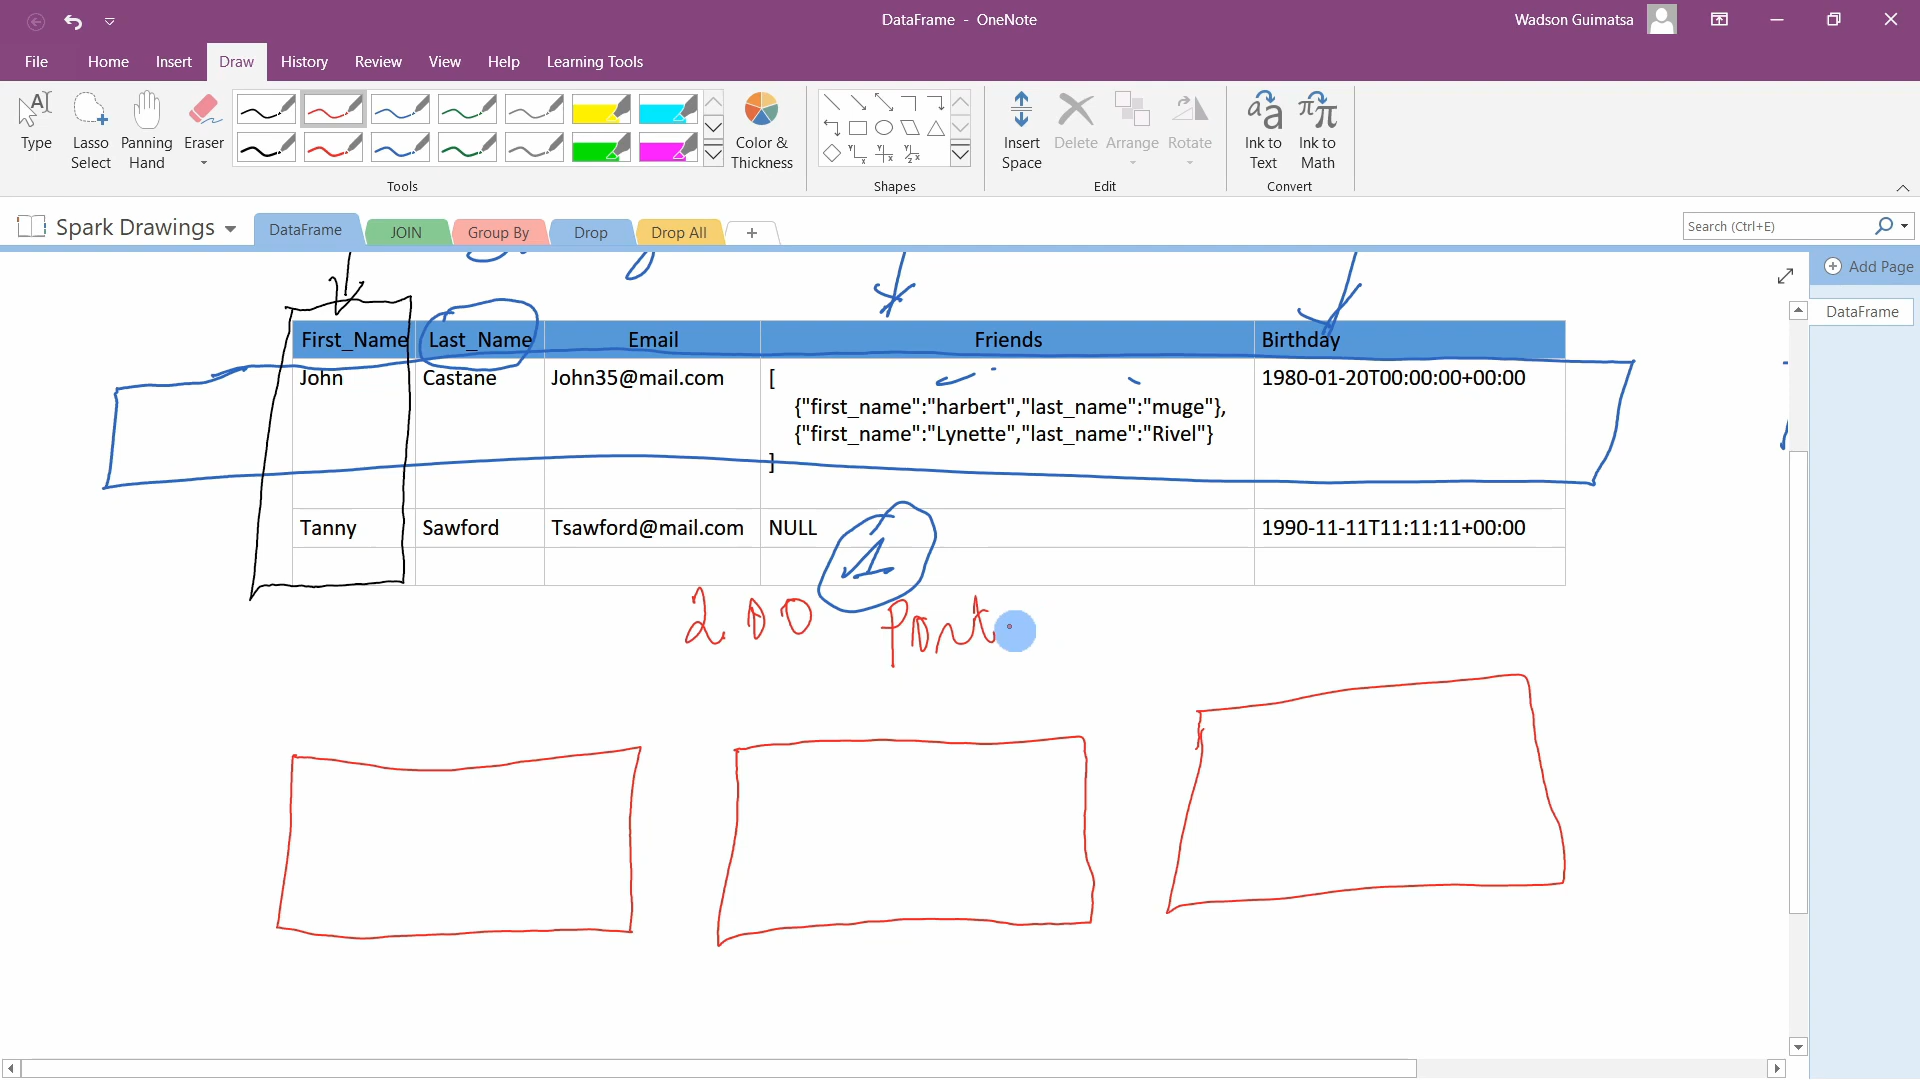 DataFrame - OneNote
Wadson Guimatsa
File Home Insert Draw History Review View Help Learning Tools
Type
Lasso Select
Panning Hand
Eraser
Color & Thickness
Insert Space
Delete
Arrange
Rotate
Ink to Text
Ink to Math
Tools
Shapes
Edit
Convert
Spark Drawings
DataFrame JOIN Group By Drop Drop All +
Search (Ctrl+E)
Add Page
DataFrame
First_Name Last_Name Email Friends Birthday
John Castane John35@mail.com [ 1980-01-20T00:00:00+00:00
{"first_name":"harbert","last_name":"muge"},
{"first_name":"Lynette","last_name":"Rivel"}
]
Tanny Sawford Tsawford@mail.com NULL 1990-11-11T11:11:11+00:00
1
200 Part